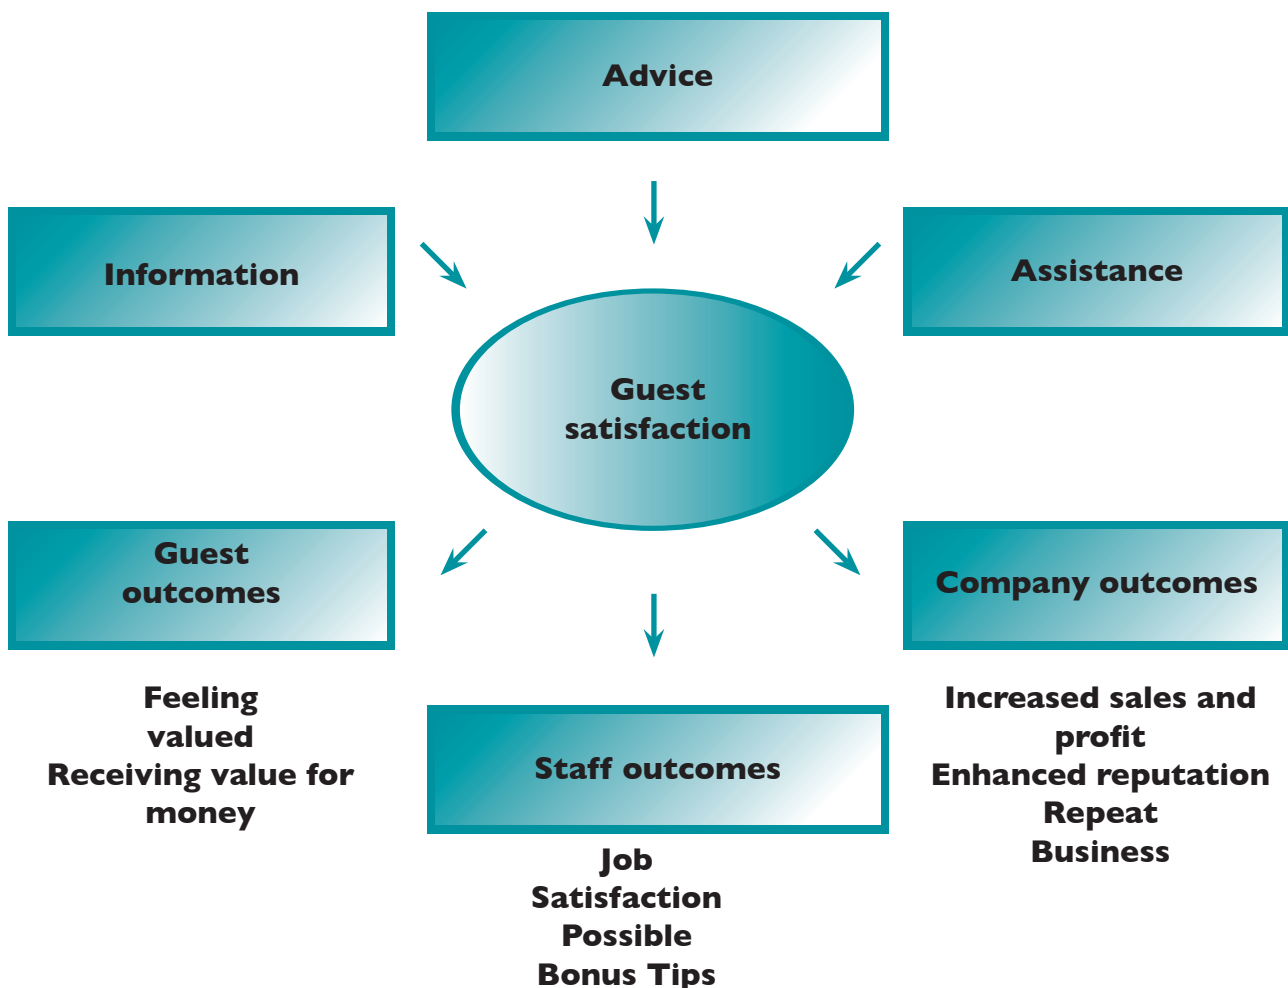 Advice
Information
Assistance
Guest
satisfaction
Guest
outcomes
Company outcomes
Feeling
valued
Receiving value for
money
Increased sales and
profit
Enhanced reputation
Repeat
Business
Staff outcomes
Job
Satisfaction
Possible
Bonus Tips